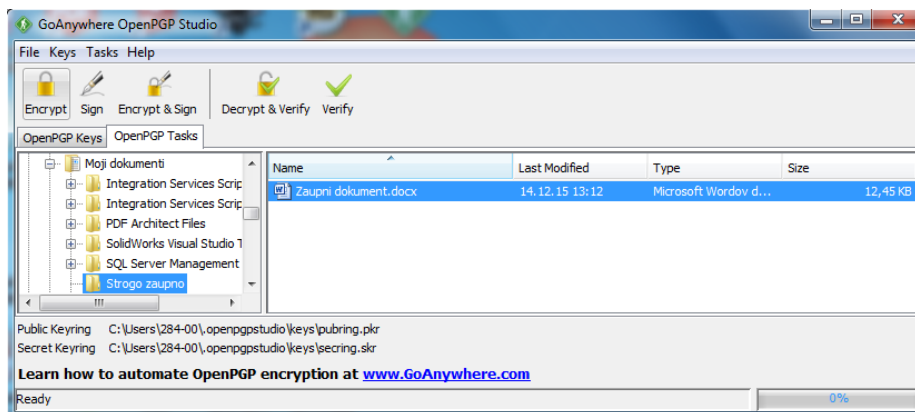 GoAnywhere OpenPGP Studio
File Keys Tasks Help
Encrypt Sign Encrypt & Sign Decrypt & Verify Verify
OpenPGP Keys OpenPGP Tasks
Moji dokumenti
Integration Services Scrip
Integration Services Scrip
PDF Architect Files
SolidWorks Visual Studio T
SQL Server Management
Strogo zaupno
Name Last Modified Type Size
Zaupni dokument.docx 14.12.15 13:12 Microsoft Wordov d... 12,45 KB
Public Keyring C:\Users\284-00\.openpgpstudio\keys\pubring.pkr
Secret Keyring C:\Users\284-00\.openpgpstudio\keys\secring.skr
Learn how to automate OpenPGP encryption at www.GoAnywhere.com
Ready 0%